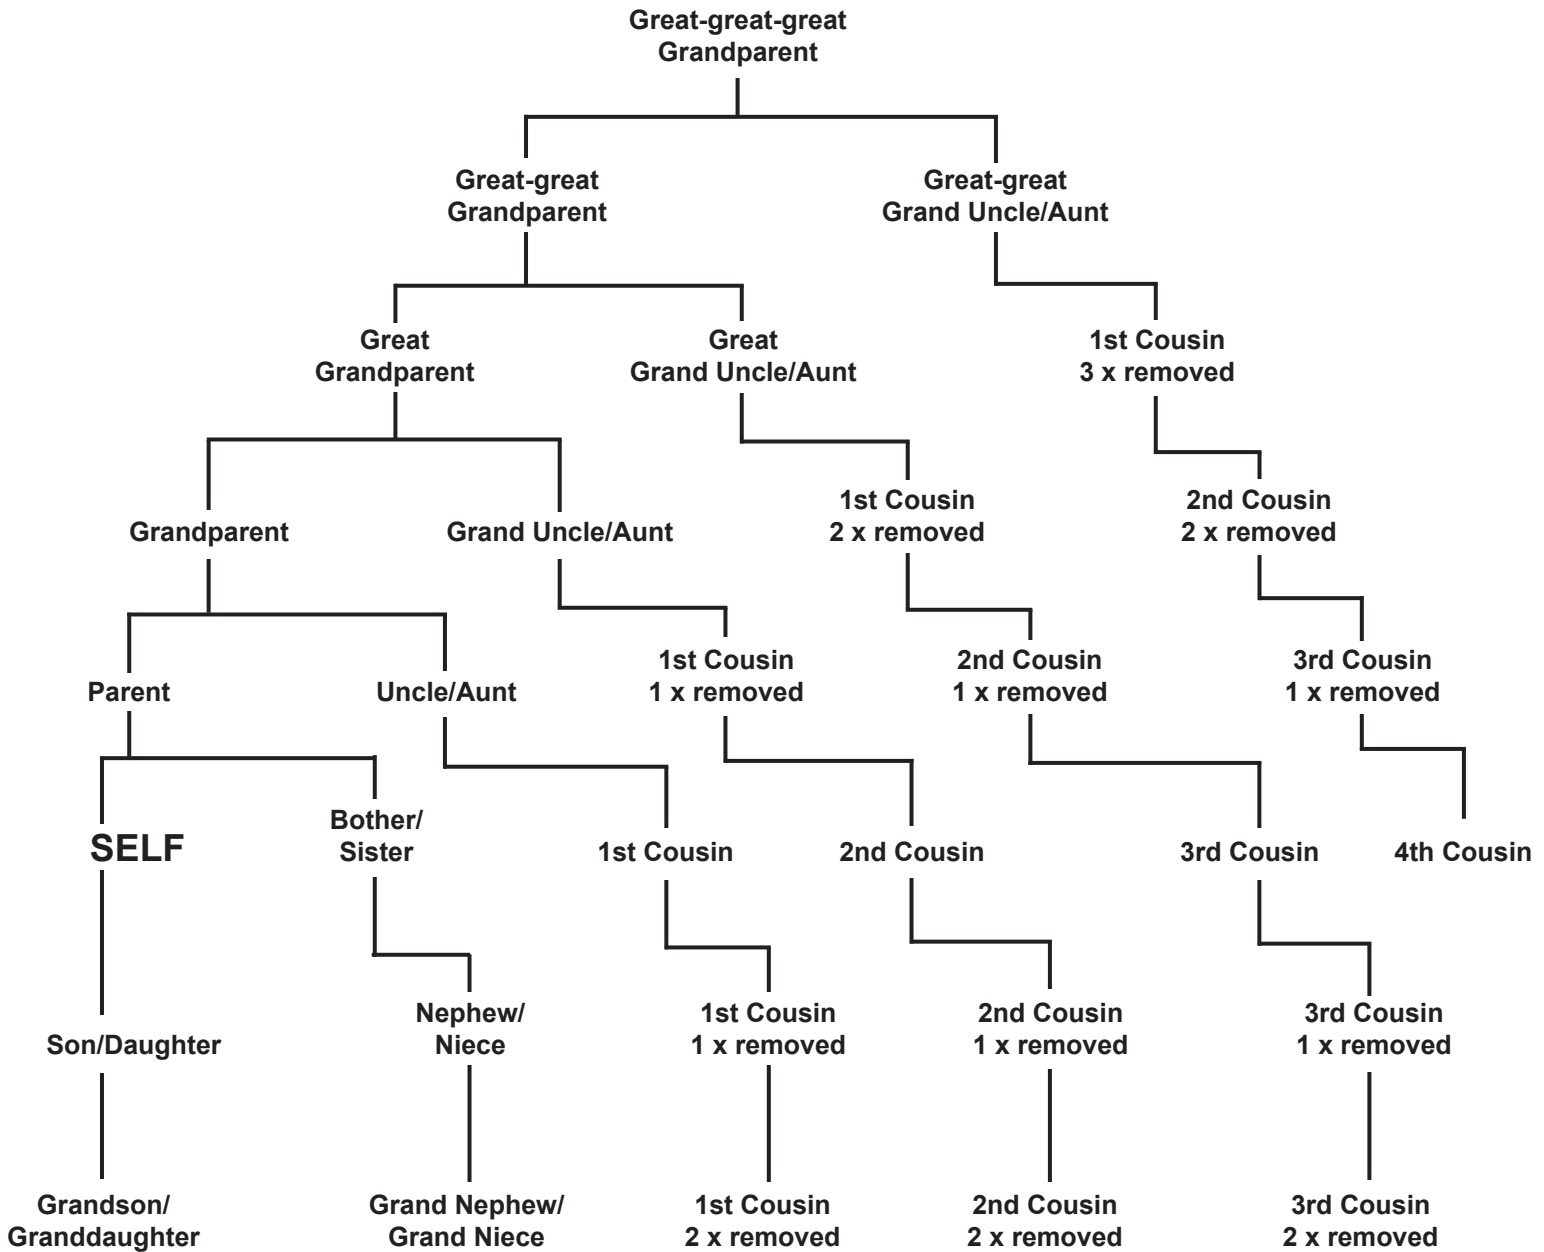 Great-great-great
Grandparent
Great-great
Grandparent
Great-great
Grand Uncle/Aunt
Great
Grandparent
Great
Grand Uncle/Aunt
1st Cousin
3 x removed
Grandparent
Grand Uncle/Aunt
1st Cousin
2 x removed
2nd Cousin
2 x removed
Parent
Uncle/Aunt
1st Cousin
1 x removed
2nd Cousin
1 x removed
3rd Cousin
1 x removed
SELF
Bother/
Sister
1st Cousin
2nd Cousin
3rd Cousin
4th Cousin
Son/Daughter
Nephew/
Niece
1st Cousin
1 x removed
2nd Cousin
1 x removed
3rd Cousin
1 x removed
Grandson/
Granddaughter
Grand Nephew/
Grand Niece
1st Cousin
2 x removed
2nd Cousin
2 x removed
3rd Cousin
2 x removed